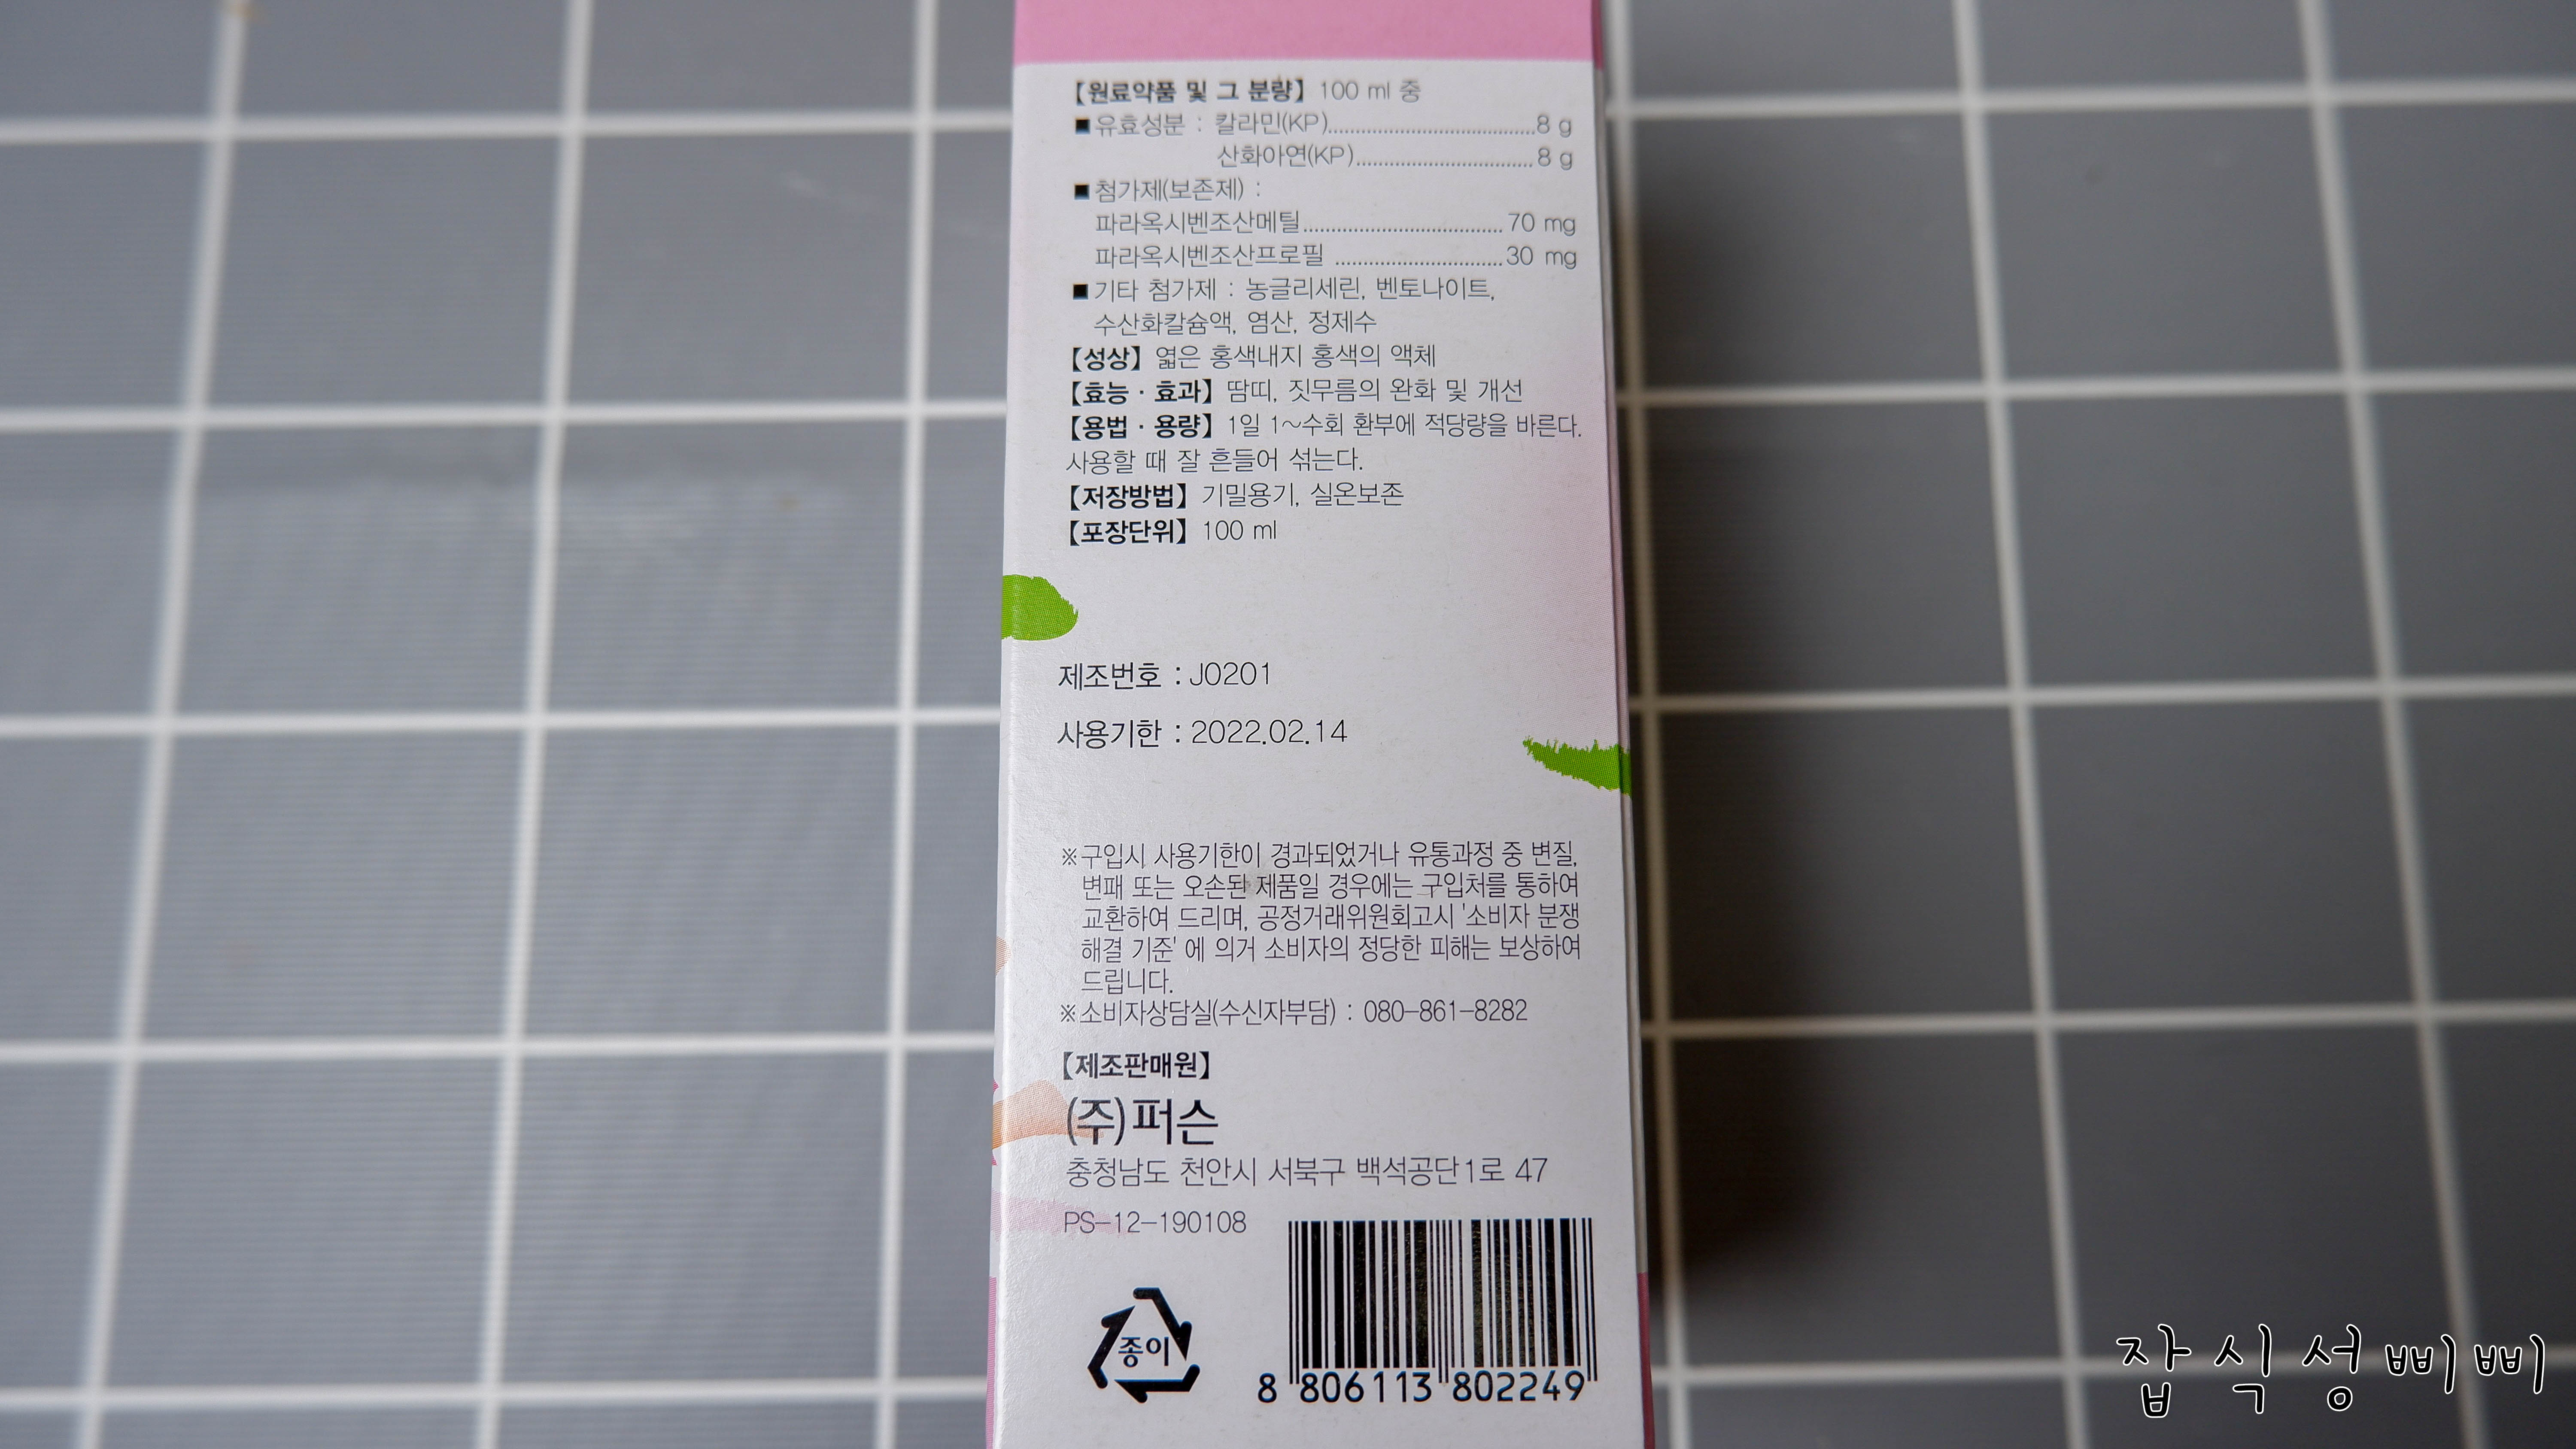 【원료약품 및 그 분량】 100 ml 중
■유효성분 : 칼라민(KP)....................................8 g
산화아연(KP)................................8 g
■첨가제(보존제) :
파라옥시벤조산메틸....................................70 mg
파라옥시벤조산프로필 ..............................30 mg
■기타 첨가제 : 농글리세린, 벤토나이트,
수산화칼슘액, 염산, 정제수
【성상】 엷은 홍색내지 홍색의 액체
【효능 · 효과】 땀띠, 짓무름의 완화 및 개선
【용법 · 용량】 1일 1~수회 환부에 적당량을 바른다.
사용할 때 잘 흔들어 섞는다.
【저장방법】 기밀용기, 실온보존
【포장단위】 100 ml
제조번호 : J0201
사용기한 : 2022.02.14
※구입시 사용기한이 경과되었거나 유통과정 중 변질,
변패 또는 오손된 제품일 경우에는 구입처를 통하여
교환하여 드리며, 공정거래위원회고시 '소비자 분쟁
해결 기준' 에 의거 소비자의 정당한 피해는 보상하여
드립니다.
※소비자상담실(수신자부담) : 080-861-8282
【제조판매원】
(주)퍼슨
충청남도 천안시 서북구 백석공단1로 47
PS-12-190108
종이
8 806113 802249
잡식성삐삐